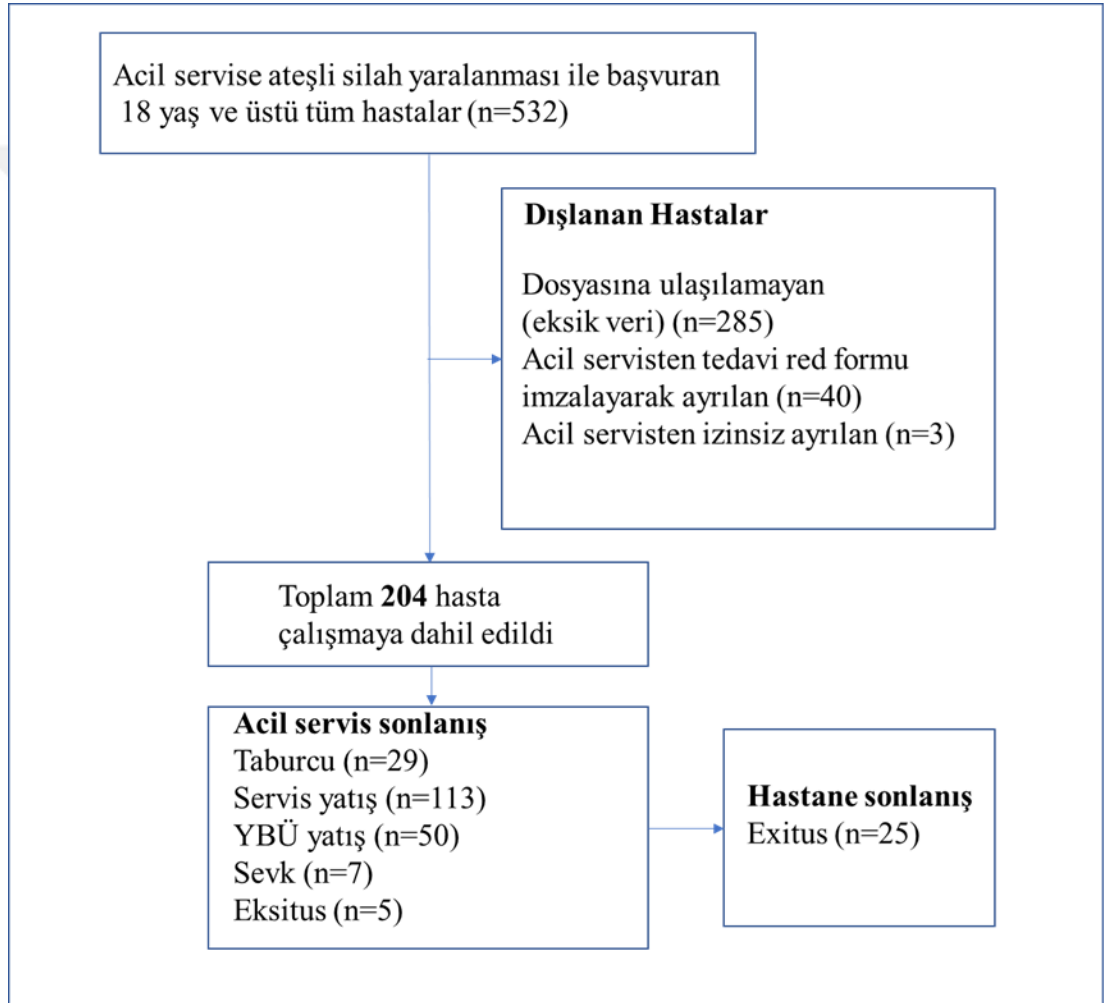 Acil servise ateşli silah yaralanması ile başvuran
18 yaş ve üstü tüm hastalar (n=532)
Dışlanan Hastalar
Dosyasına ulaşılamayan
(eksik veri) (n=285)
Acil servisten tedavi red formu
imzalayarak ayrılan (n=40)
Acil servisten izinsiz ayrılan (n=3)
Toplam 204 hasta
çalışmaya dahil edildi
Acil servis sonlanış
Taburcu (n=29)
Servis yatış (n=113)
YBÜ yatış (n=50)
Sevk (n=7)
Eksitus (n=5)
Hastane sonlanış
Exitus (n=25)